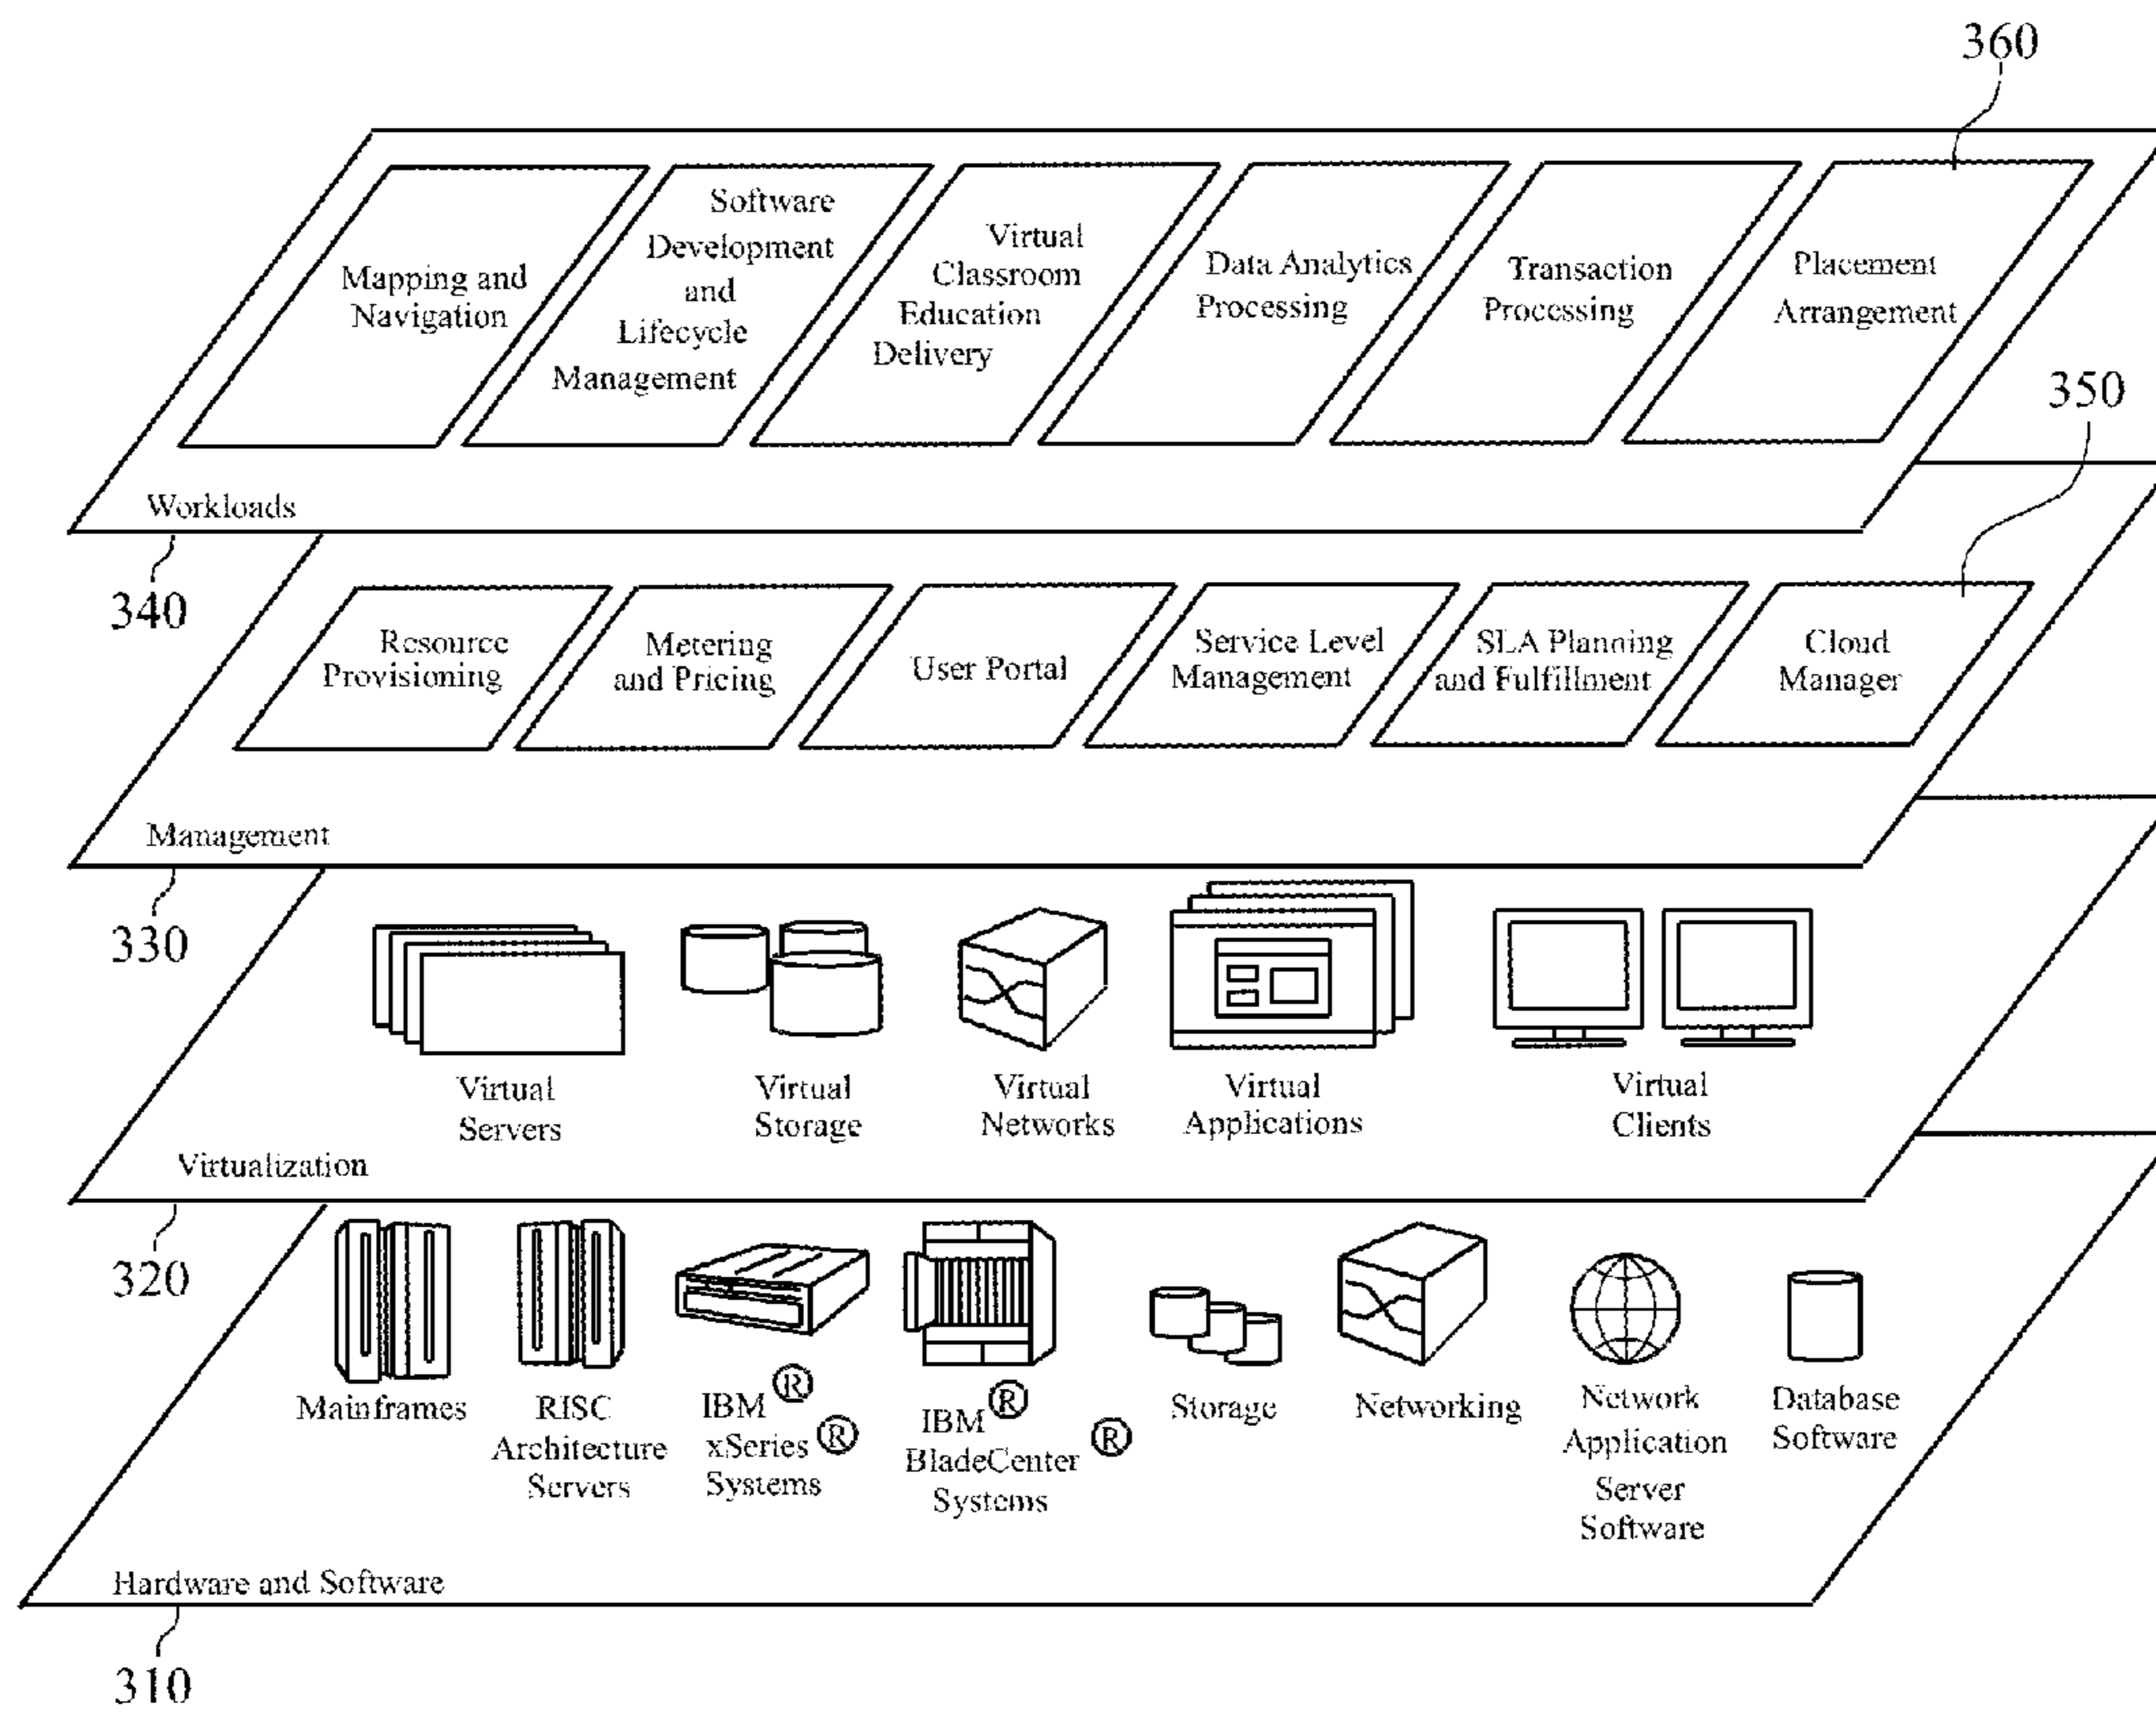 360
Software
Development
and
Lifecycle
Management
Virtual
Classroom
Education
Delivery
Mapping and
Navigation
Data Analytics
Processing
Transaction
Processing
Placement
Arrangement
350
Workloads
340
Resource
Provisioning
Metering
and Pricing
User Portal
Service Level
Management
SLA Planning
and Fulfillment
Cloud
Manager
Management
330
Virtual
Servers
Virtual
Storage
Virtual
Networks
Virtual
Applications
Virtual
Clients
Virtualization
320
Mainframes
RISC
Architecture
Servers
IBM ®
xSeries ®
Systems
IBM ®
BladeCenter ®
Systems
Storage
Networking
Network
Application
Server
Software
Database
Software
Hardware and Software
310